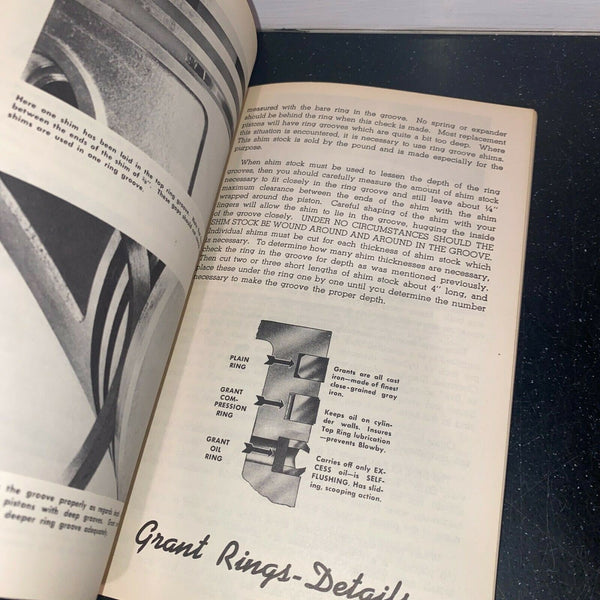 Here one shim has been laid in the top ring groove,
between the ends of the shim of ⅛". These gaps should
shims are used in one ring groove.
the groove properly as regards
pistons with deep grooves.
deeper ring groove adequately.
measured with the bare ring in the groove. No spring or expander
should be behind the ring when this check is made. Most replacement
pistons will have ring grooves which are quite a bit too deep. Where
this situation is encountered, it is necessary to use ring groove shims.
This shim stock is sold by the pound and is made especially for the
purpose.
When shim stock must be used to lessen the depth of the ring
grooves, then you should carefully measure the amount of shim stock
necessary to fit closely in the ring groove and still leave about ⅛"
maximum clearance between the ends of the shim with the shim
wrapped around the piston. Careful shaping of the shim with your
fingers will allow the shim to lie in the groove, hugging the inside
of the groove closely. UNDER NO CIRCUMSTANCES SHOULD THE
SHIM STOCK BE WOUND AROUND AND AROUND IN THE GROOVE.
Individual shims must be cut for each thickness of shim stock which
is necessary. To determine how many shim thicknesses are necessary,
check the ring in the groove for depth as was mentioned previously.
Then cut two or three short lengths of shim stock about 4" long, and
place these under the ring one by one until you determine the number
necessary to make the groove the proper depth.
PLAIN
RING
Grants are all cast
iron—made of finest
close-grained gray
iron.
GRANT
COM-
PRESSION
RING
Keeps oil on cylin-
der walls. Insures
Top Ring lubrication
—prevents Blowby.
GRANT
OIL
RING
Carries off only EX-
CESS oil—is SELF-
FLUSHING. Has slid-
ing, scooping action.
Grant Rings-Details